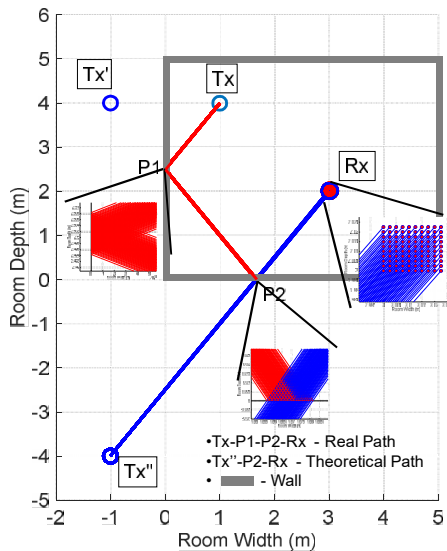 6
5
4
3
2
1
0
-1
-2
-3
-4
-5
-2
-1
0
1
2
3
4
5
Room Depth (m)
Room Width (m)
Tx'
Tx
P1
Rx
P2
Tx"
Room Width (m)
•Tx-P1-P2-Rx - Real Path
•Tx"-P2-Rx - Theoretical Path
• - Wall